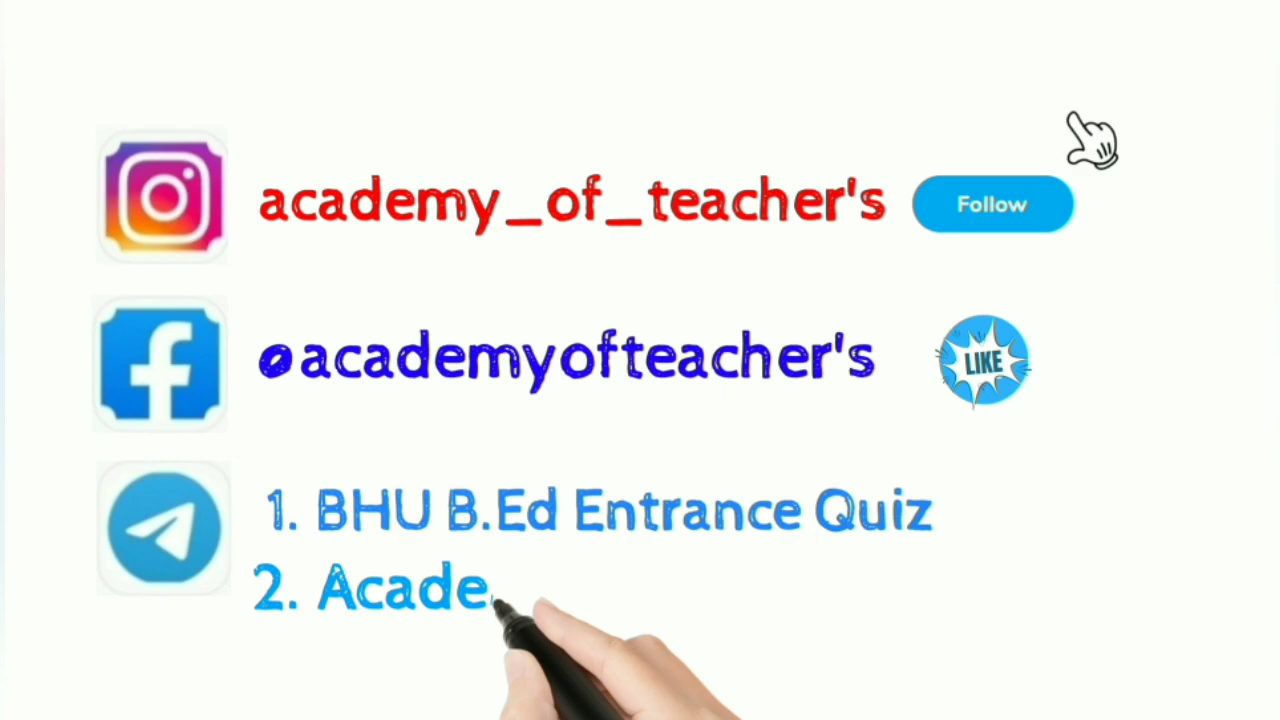 academy_of_teacher's
Follow
@academyofteacher's
LIKE
1. BHU B.Ed Entrance Quiz
2. Acade